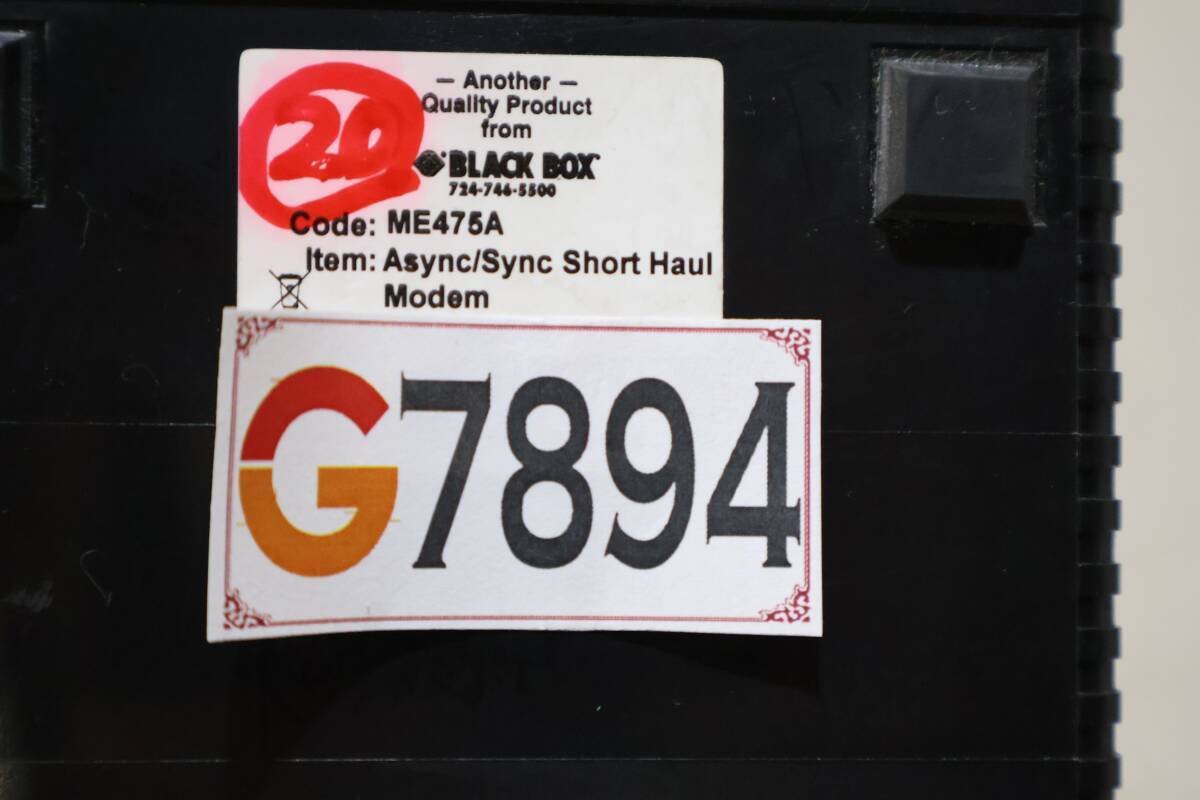 — Another —
Quality Product
from
BLACK BOX
724-746-5500
20
Code: ME475A
Item: Async/Sync Short Haul
Modem
G7894